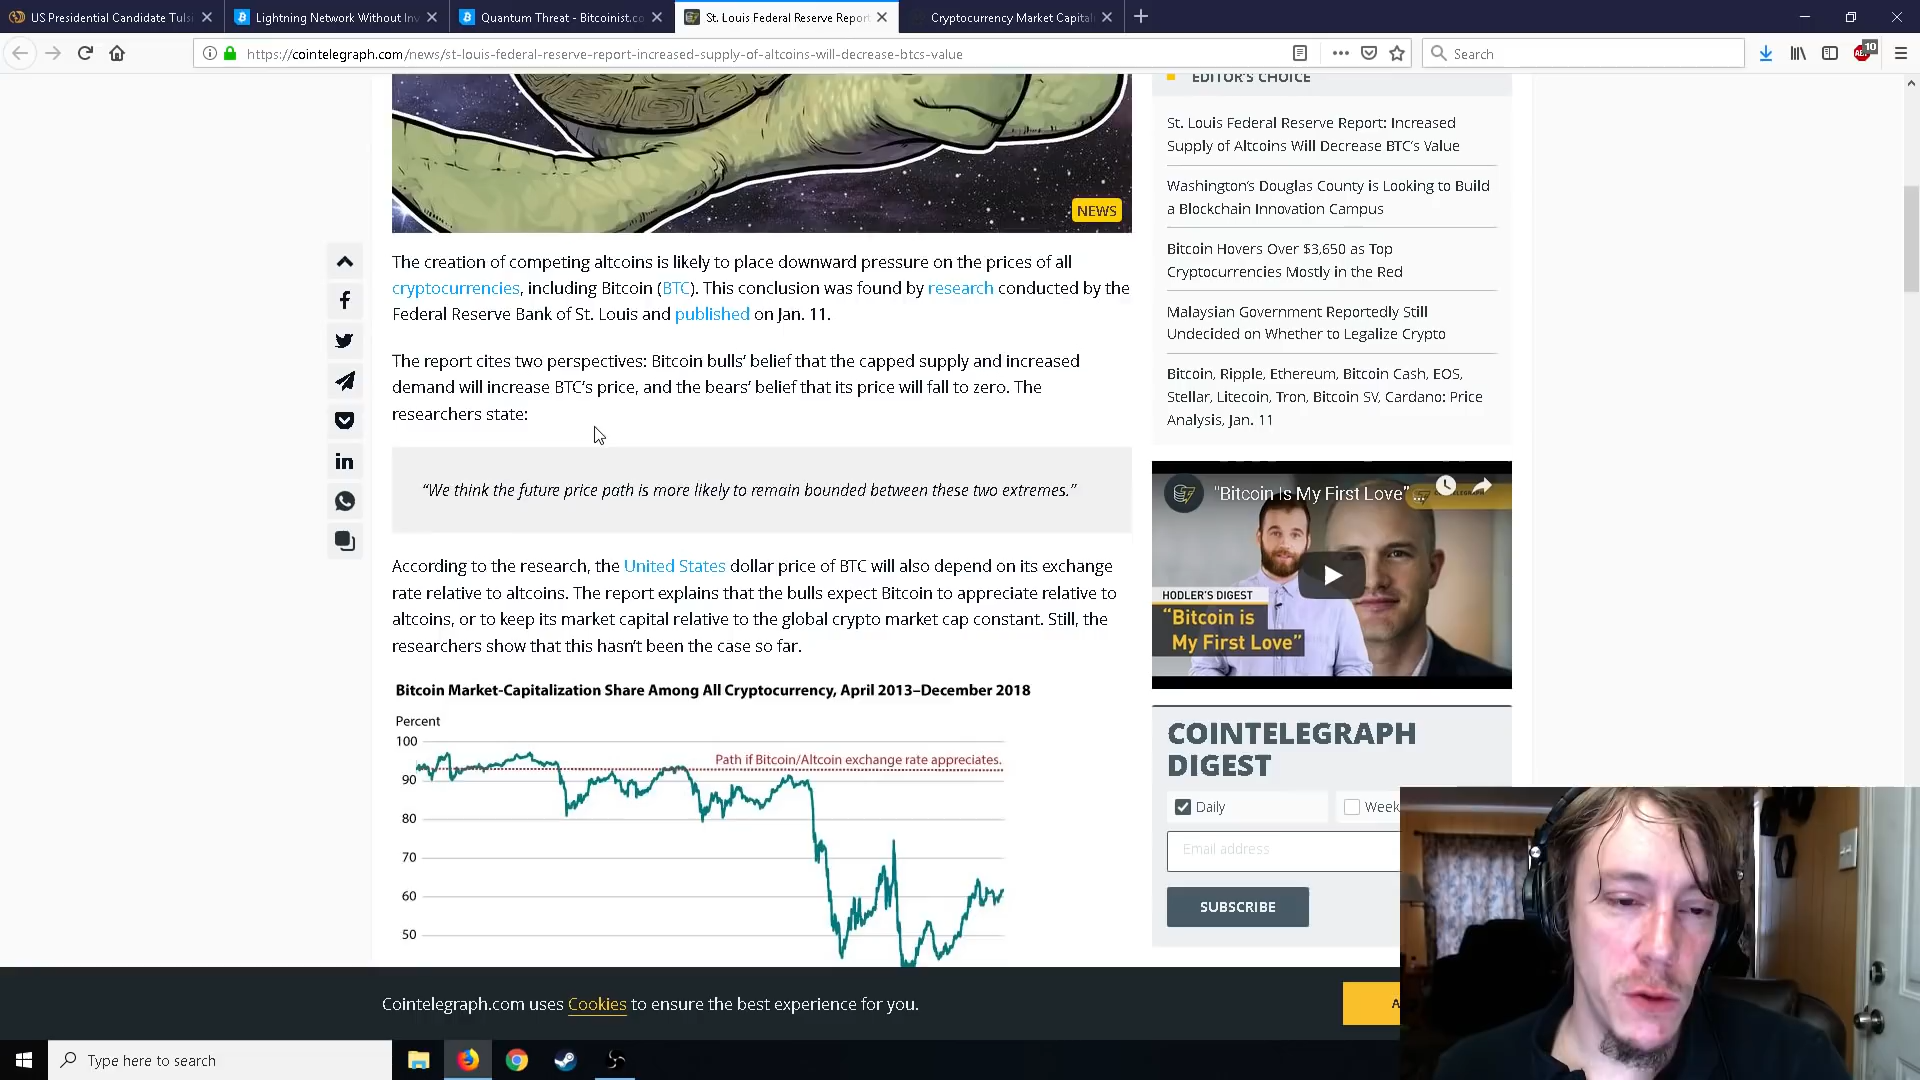 US Presidential Candidate Tulsi
Lightning Network Without Inv
Quantum Threat - Bitcoinist.co
St. Louis Federal Reserve Report
Cryptocurrency Market Capital
https://cointelegraph.com/news/st-louis-federal-reserve-report-increased-supply-of-altcoins-will-decrease-btcs-value
Search
10
NEWS
The creation of competing altcoins is likely to place downward pressure on the prices of all
cryptocurrencies, including Bitcoin (BTC). This conclusion was found by research conducted by the
Federal Reserve Bank of St. Louis and published on Jan. 11.
The report cites two perspectives: Bitcoin bulls’ belief that the capped supply and increased
demand will increase BTC’s price, and the bears’ belief that its price will fall to zero. The
researchers state:
“We think the future price path is more likely to remain bounded between these two extremes.”
According to the research, the United States dollar price of BTC will also depend on its exchange
rate relative to altcoins. The report explains that the bulls expect Bitcoin to appreciate relative to
altcoins, or to keep its market capital relative to the global crypto market cap constant. Still, the
researchers show that this hasn’t been the case so far.
Bitcoin Market-Capitalization Share Among All Cryptocurrency, April 2013–December 2018
Percent
100
Path if Bitcoin/Altcoin exchange rate appreciates.
90
80
70
60
50
EDITOR'S CHOICE
St. Louis Federal Reserve Report: Increased
Supply of Altcoins Will Decrease BTC’s Value
Washington’s Douglas County is Looking to Build
a Blockchain Innovation Campus
Bitcoin Hovers Over $3,650 as Top
Cryptocurrencies Mostly in the Red
Malaysian Government Reportedly Still
Undecided on Whether to Legalize Crypto
Bitcoin, Ripple, Ethereum, Bitcoin Cash, EOS,
Stellar, Litecoin, Tron, Bitcoin SV, Cardano: Price
Analysis, Jan. 11
"Bitcoin Is My First Love" ...
HODLER'S DIGEST
“Bitcoin is
My First Love”
COINTELEGRAPH
DIGEST
Daily
Week
Email address
SUBSCRIBE
Cointelegraph.com uses Cookies to ensure the best experience for you.
A
Type here to search